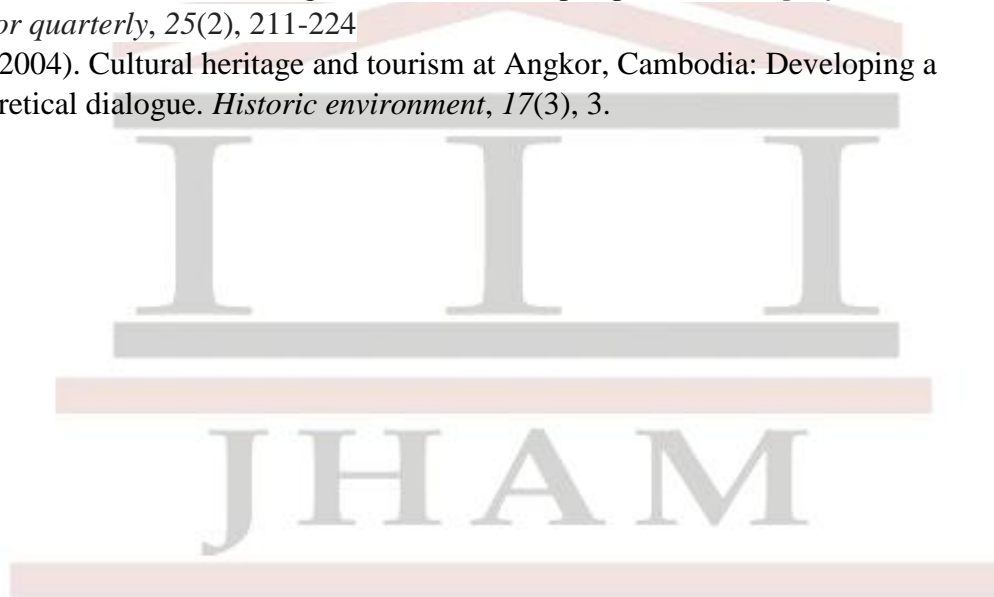 or quarterly, 25(2), 211-224
2004). Cultural heritage and tourism at Angkor, Cambodia: Developing a
retical dialogue. Historic environment, 17(3), 3.
JHAM